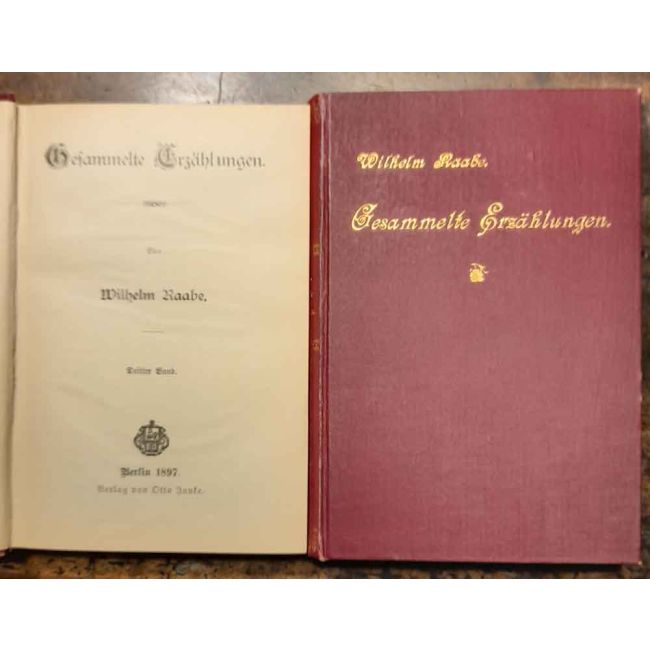 Gesammelte Erzählungen.
Von
Wilhelm Raabe.
Dritter Band.
Berlin 1897.
Verlag von Otto Janke.
Wilhelm Raabe.
Gesammelte Erzählungen.